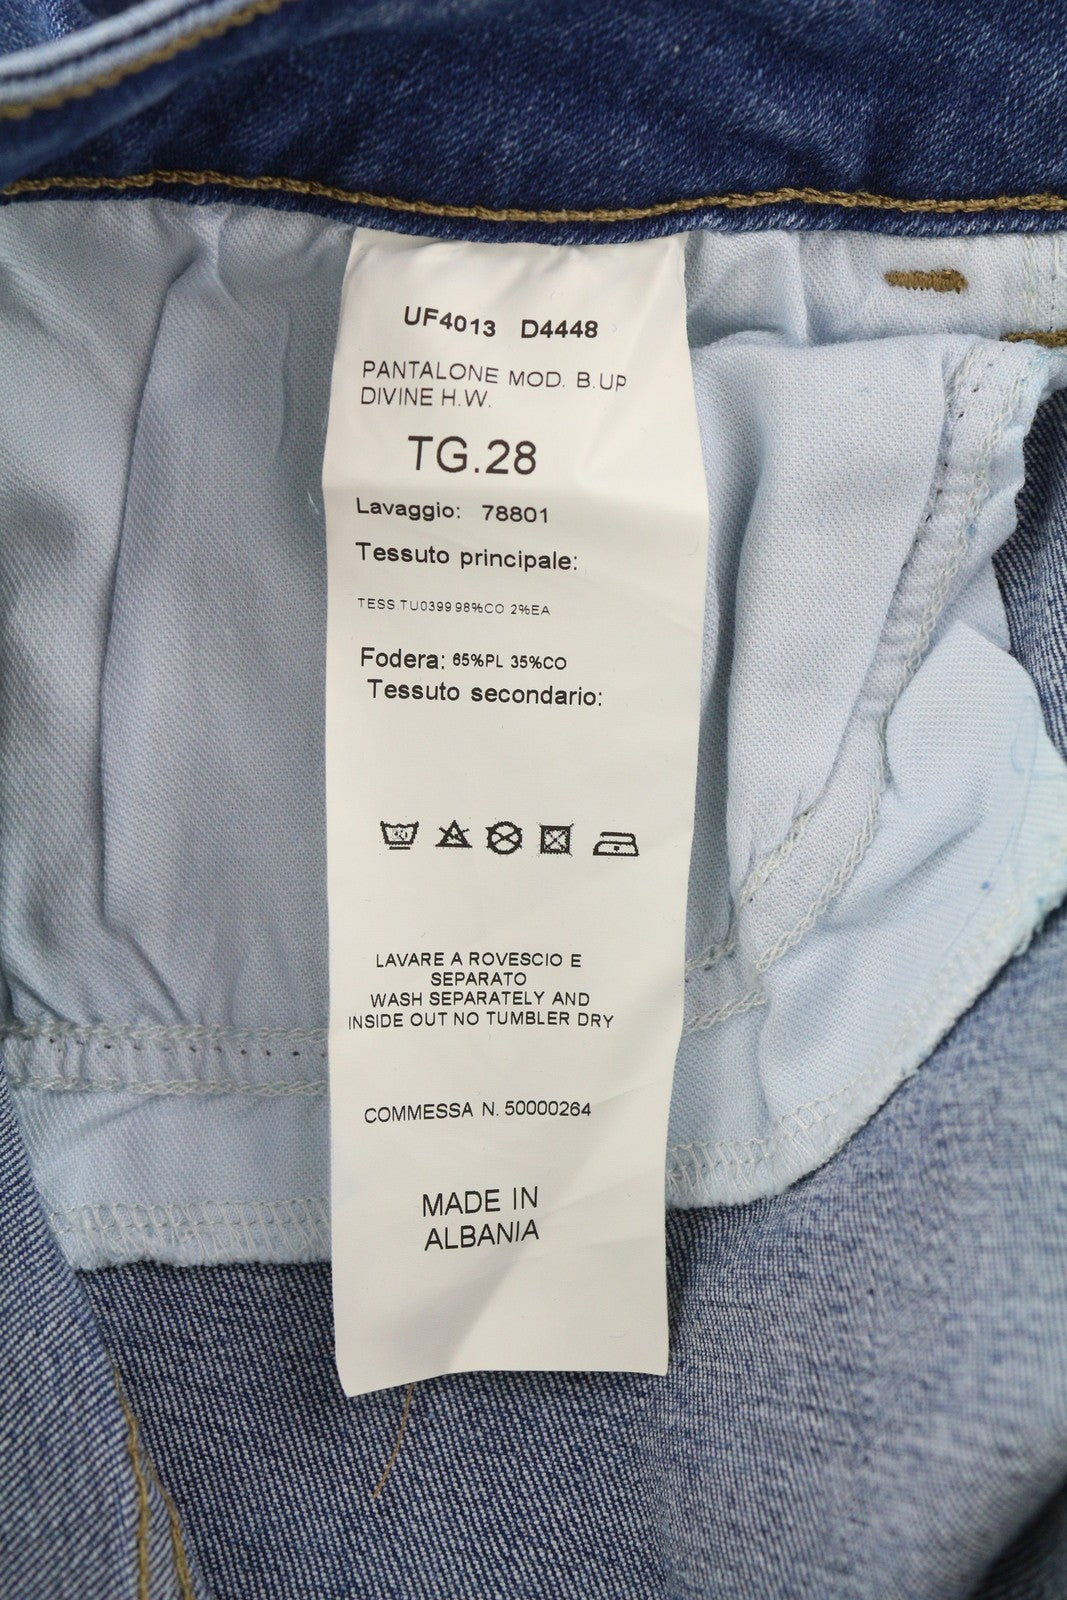 UF4013 D4448
PANTALONE MOD. B.UP
DIVINE H.W.
TG.28
Lavaggio: 78801
Tessuto principale:
TESS TU0399 98%CO 2%EA
Fodera: 65%PL 35%CO
Tessuto secondario:
LAVARE A ROVESCIO E
SEPARATO
WASH SEPARATELY AND
INSIDE OUT NO TUMBLER DRY
COMMESSA N. 50000264
MADE IN
ALBANIA